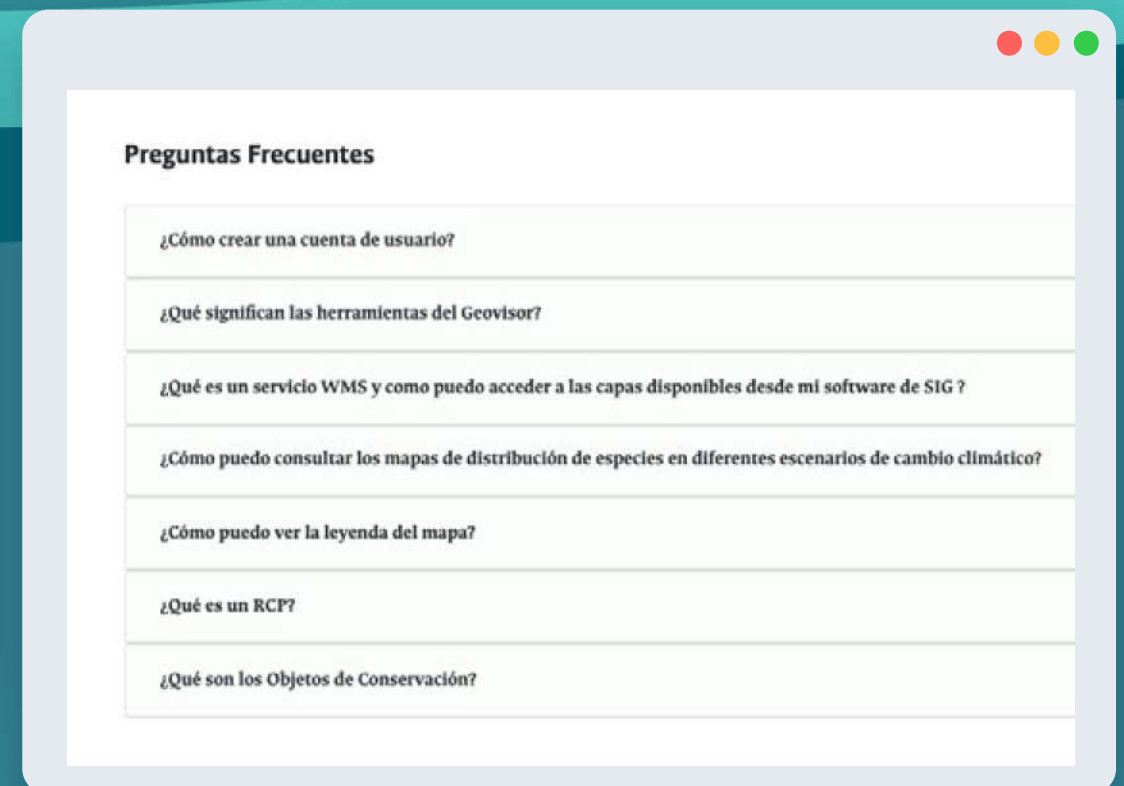 Preguntas Frecuentes
¿Cómo crear una cuenta de usuario?
¿Qué significan las herramientas del Geovisor?
¿Qué es un servicio WMS y como puedo acceder a las capas disponibles desde mi software de SIG ?
¿Cómo puedo consultar los mapas de distribución de especies en diferentes escenarios de cambio climático?
¿Cómo puedo ver la leyenda del mapa?
¿Qué es un RCP?
¿Qué son los Objetos de Conservación?